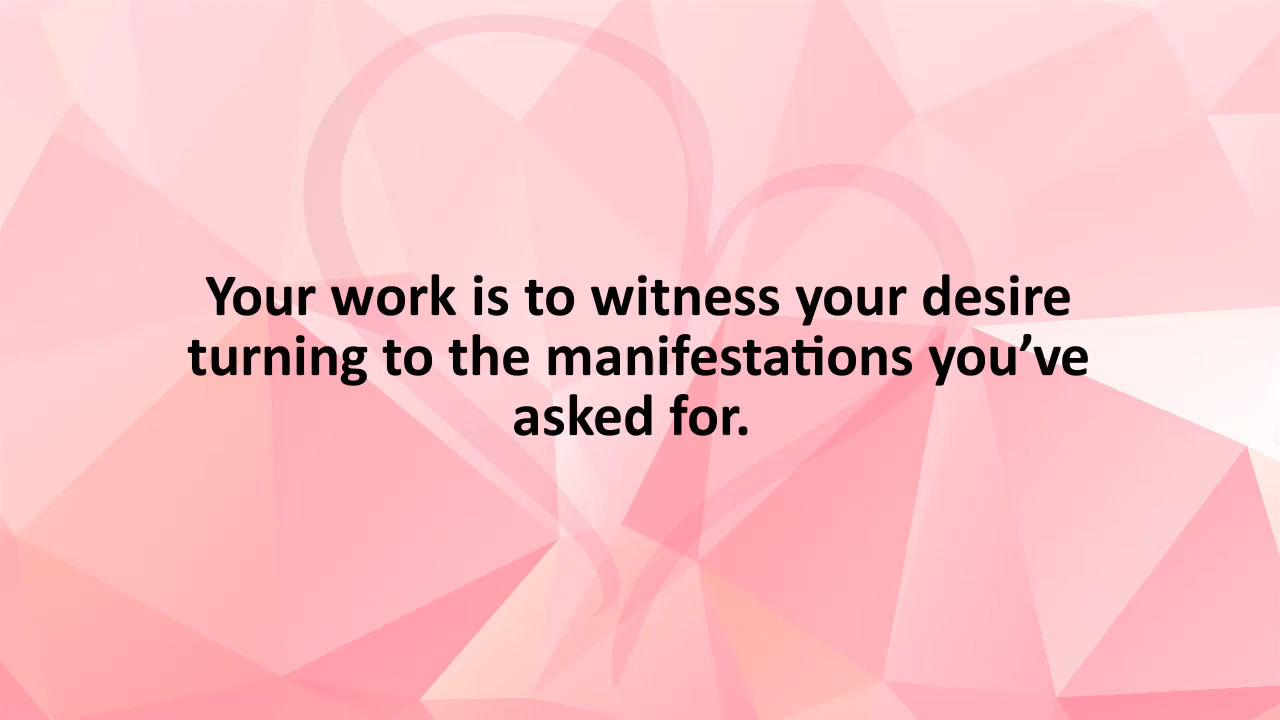 Your work is to witness your desire
turning to the manifestations you’ve
asked for.